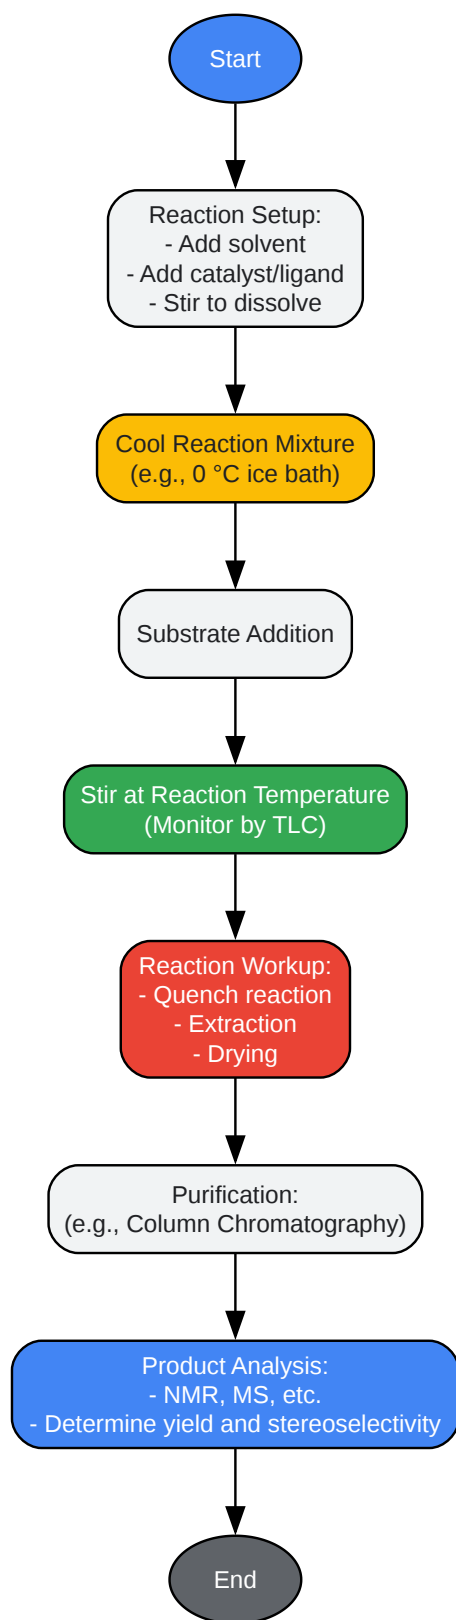 Start
Reaction Setup:
- Add solvent
- Add catalyst/ligand
- Stir to dissolve
Cool Reaction Mixture
(e.g., 0 °C ice bath)
Substrate Addition
Stir at Reaction Temperature
(Monitor by TLC)
Reaction Workup:
- Quench reaction
- Extraction
- Drying
Purification:
(e.g., Column Chromatography)
Product Analysis:
- NMR, MS, etc.
- Determine yield and stereoselectivity
End